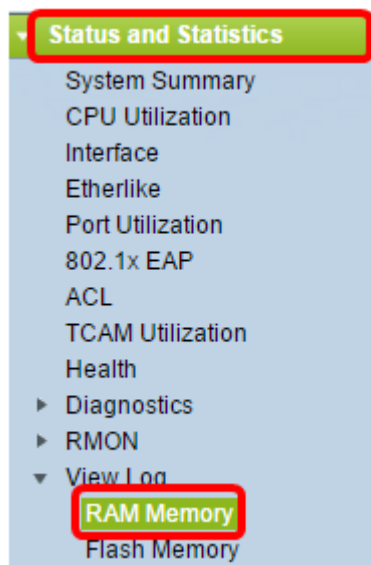 Status and Statistics
System Summary
CPU Utilization
Interface
Etherlike
Port Utilization
802.1x EAP
ACL
TCAM Utilization
Health
Diagnostics
RMON
View Log
RAM Memory
Flash Memory